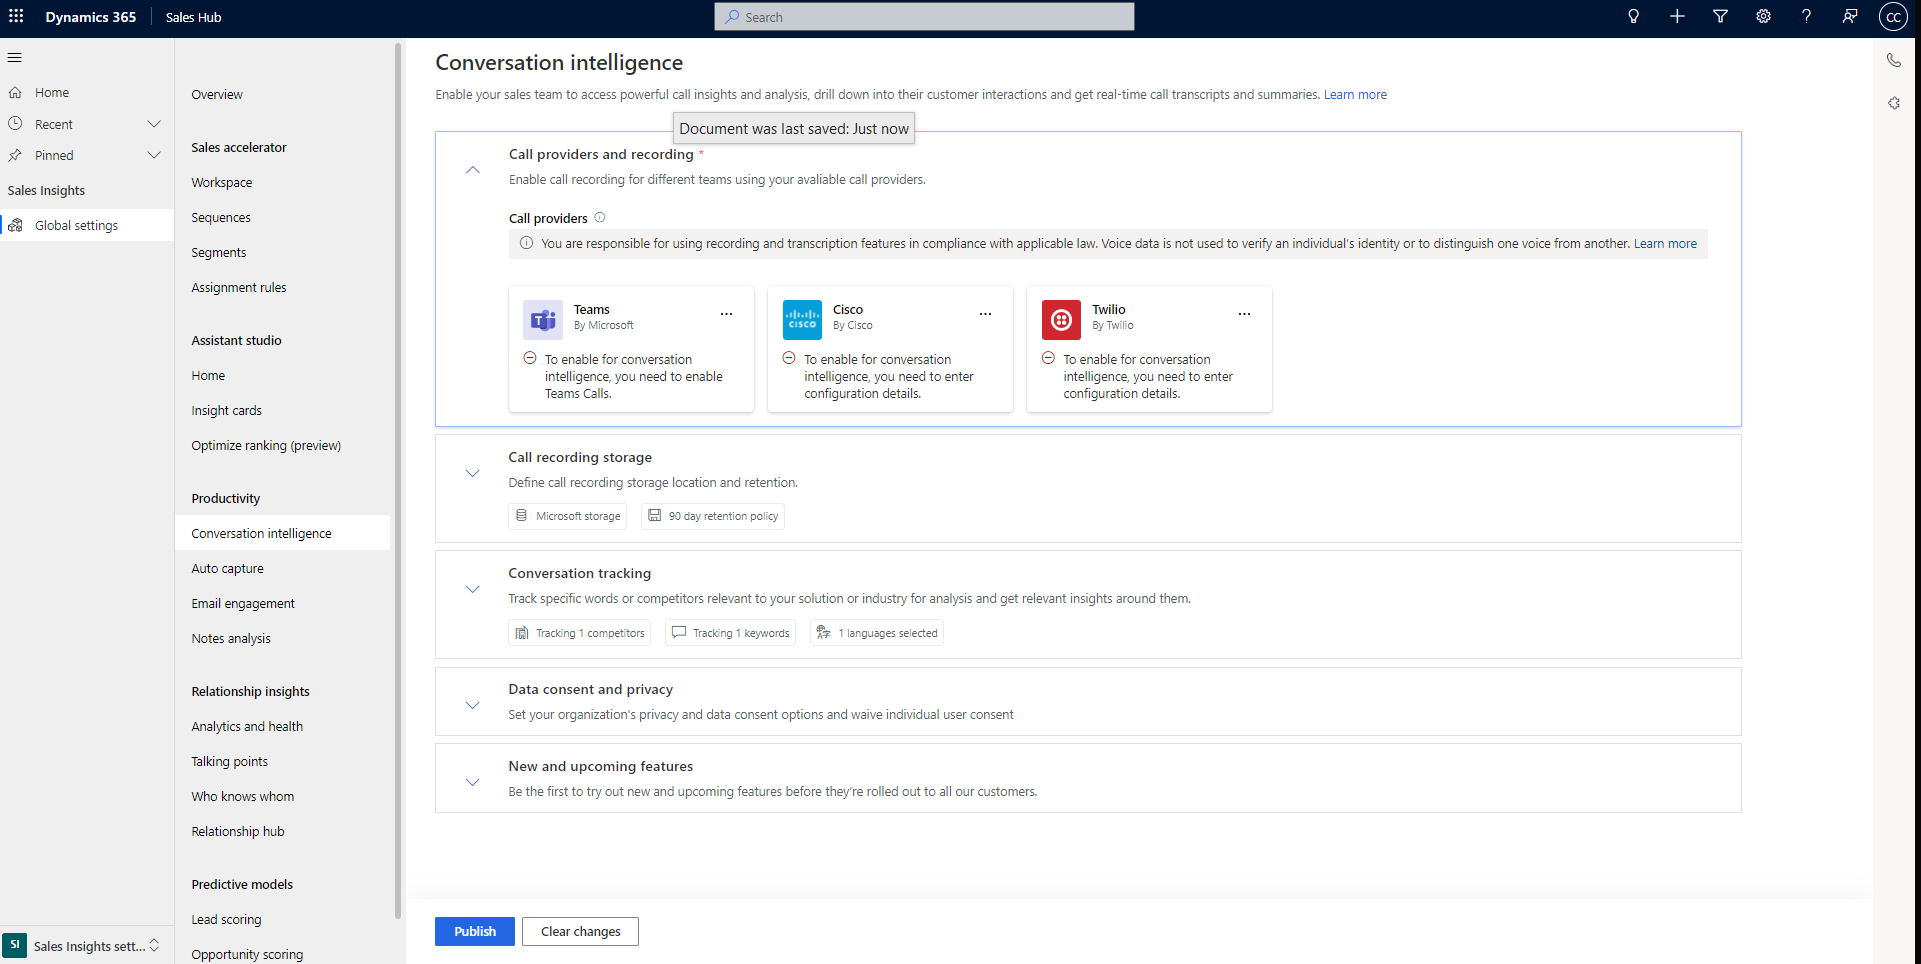 Dynamics 365
Sales Hub
Search
CC
Home
Recent
Pinned
Sales Insights
Global settings
SI
Sales Insights sett...
Overview
Sales accelerator
Workspace
Sequences
Segments
Assignment rules
Assistant studio
Home
Insight cards
Optimize ranking (preview)
Productivity
Conversation intelligence
Auto capture
Email engagement
Notes analysis
Relationship insights
Analytics and health
Talking points
Who knows whom
Relationship hub
Predictive models
Lead scoring
Opportunity scoring
Conversation intelligence
Enable your sales team to access powerful call insights and analysis, drill down into their customer interactions and get real-time call transcripts and summaries. Learn more
Document was last saved: Just now
Call providers and recording *
Enable call recording for different teams using your avaliable call providers.
Call providers
You are responsible for using recording and transcription features in compliance with applicable law. Voice data is not used to verify an individual's identity or to distinguish one voice from another. Learn more
Teams
By Microsoft
To enable for conversation
intelligence, you need to enable
Teams Calls.
CISCO
Cisco
By Cisco
To enable for conversation
intelligence, you need to enter
configuration details.
Twilio
By Twilio
To enable for conversation
intelligence, you need to enter
configuration details.
Call recording storage
Define call recording storage location and retention.
Microsoft storage
90 day retention policy
Conversation tracking
Track specific words or competitors relevant to your solution or industry for analysis and get relevant insights around them.
Tracking 1 competitors
Tracking 1 keywords
1 languages selected
Data consent and privacy
Set your organization's privacy and data consent options and waive individual user consent
New and upcoming features
Be the first to try out new and upcoming features before they're rolled out to all our customers.
Publish
Clear changes